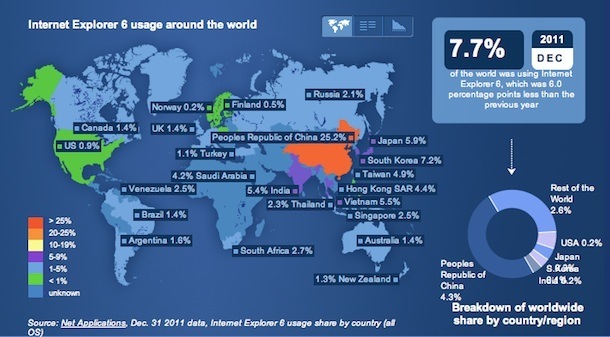 Internet Explorer 6 usage around the world
7.7%
2011
DEC
of the world was using Internet
Explorer 6, which was 6.0
percentage points less than the
previous year
Russia 2.1%
Norway 0.2%
Finland 0.5%
Canada 1.4%
UK 1.4%
Peoples Republic of China 25.2%
Japan 5.9%
US 0.9%
1.1% Turkey
South Korea 7.2%
4.2% Saudi Arabia
Taiwan 4.9%
Venezuela 2.5%
5.4% India
Hong Kong SAR 4.4%
2.3% Thailand
Vietnam 5.5%
Brazil 1.4%
Singapore 2.5%
Argentina 1.6%
South Africa 2.7%
Australia 1.4%
1.3% New Zealand
> 25%
20-25%
10-19%
5-9%
1-5%
< 1%
unknown
Rest of the
World
2.6%
USA 0.2%
Japan
India 0.2%
Peoples
Republic of
China
4.3%
Breakdown of worldwide
share by country/region
Source: Net Applications, Dec. 31 2011 data, Internet Explorer 6 usage share by country (all
OS)